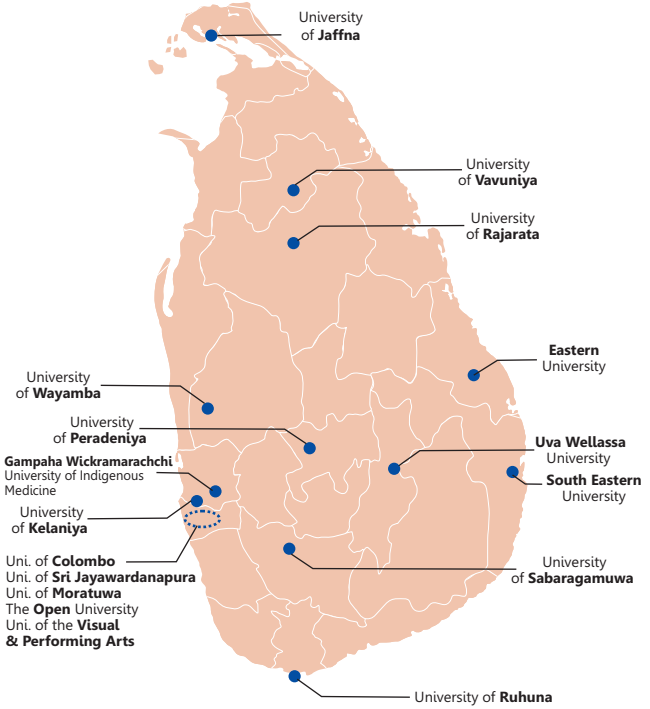 University
of Jaffna
University
of Vavuniya
University
of Rajarata
Eastern
University
University
of Wayamba
University
of Peradeniya
Uva Wellassa
University
Gampaha Wickramarachchi
University of Indigenous
Medicine
South Eastern
University
University
of Kelaniya
Uni. of Colombo
Uni. of Sri Jayawardanapura
Uni. of Moratuwa
The Open University
Uni. of the Visual
& Performing Arts
University
of Sabaragamuwa
University of Ruhuna